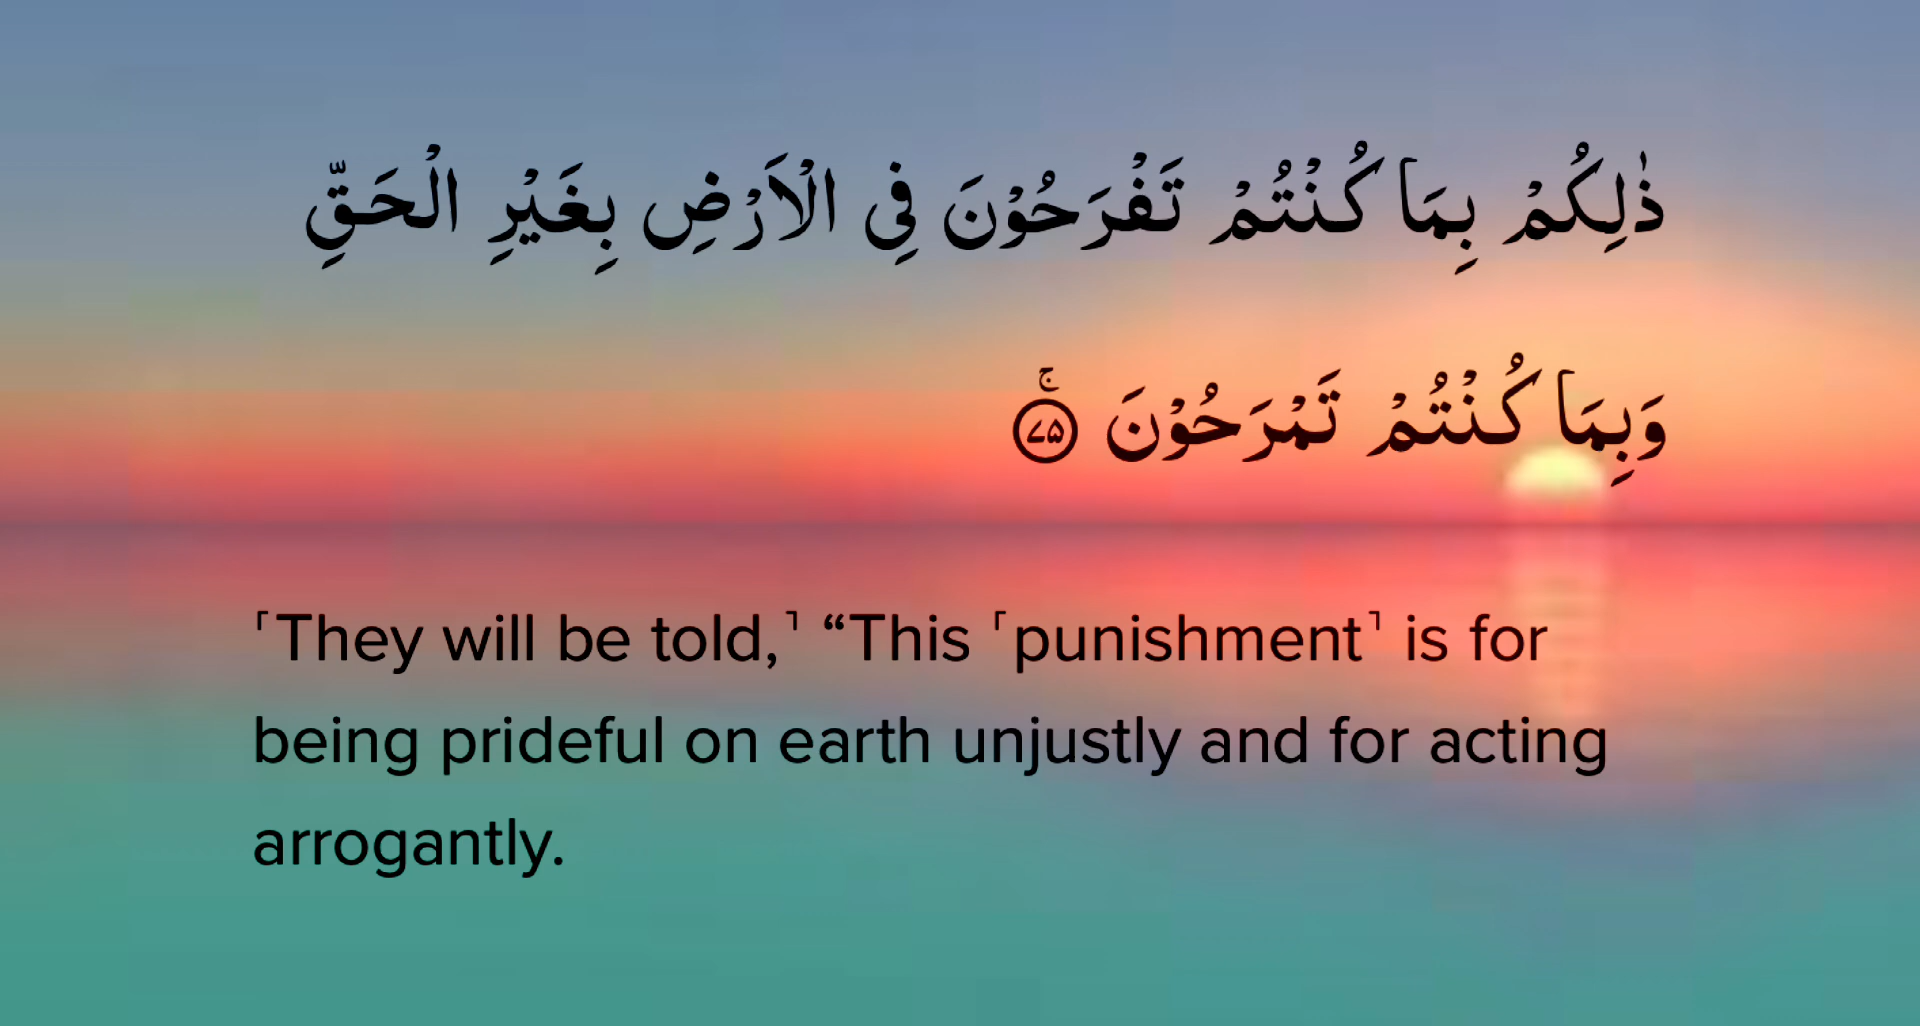 ذٰلِكُمْ بِمَا كُنْتُمْ تَفْرَحُوْنَ فِی الْاَرْضِ بِغَیْرِ الْحَقِّ
وَبِمَا كُنْتُمْ تَمْرَحُوْنَ ۚ ۷۵
⸢They will be told,⸣ “This ⸢punishment⸣ is for
being prideful on earth unjustly and for acting
arrogantly.